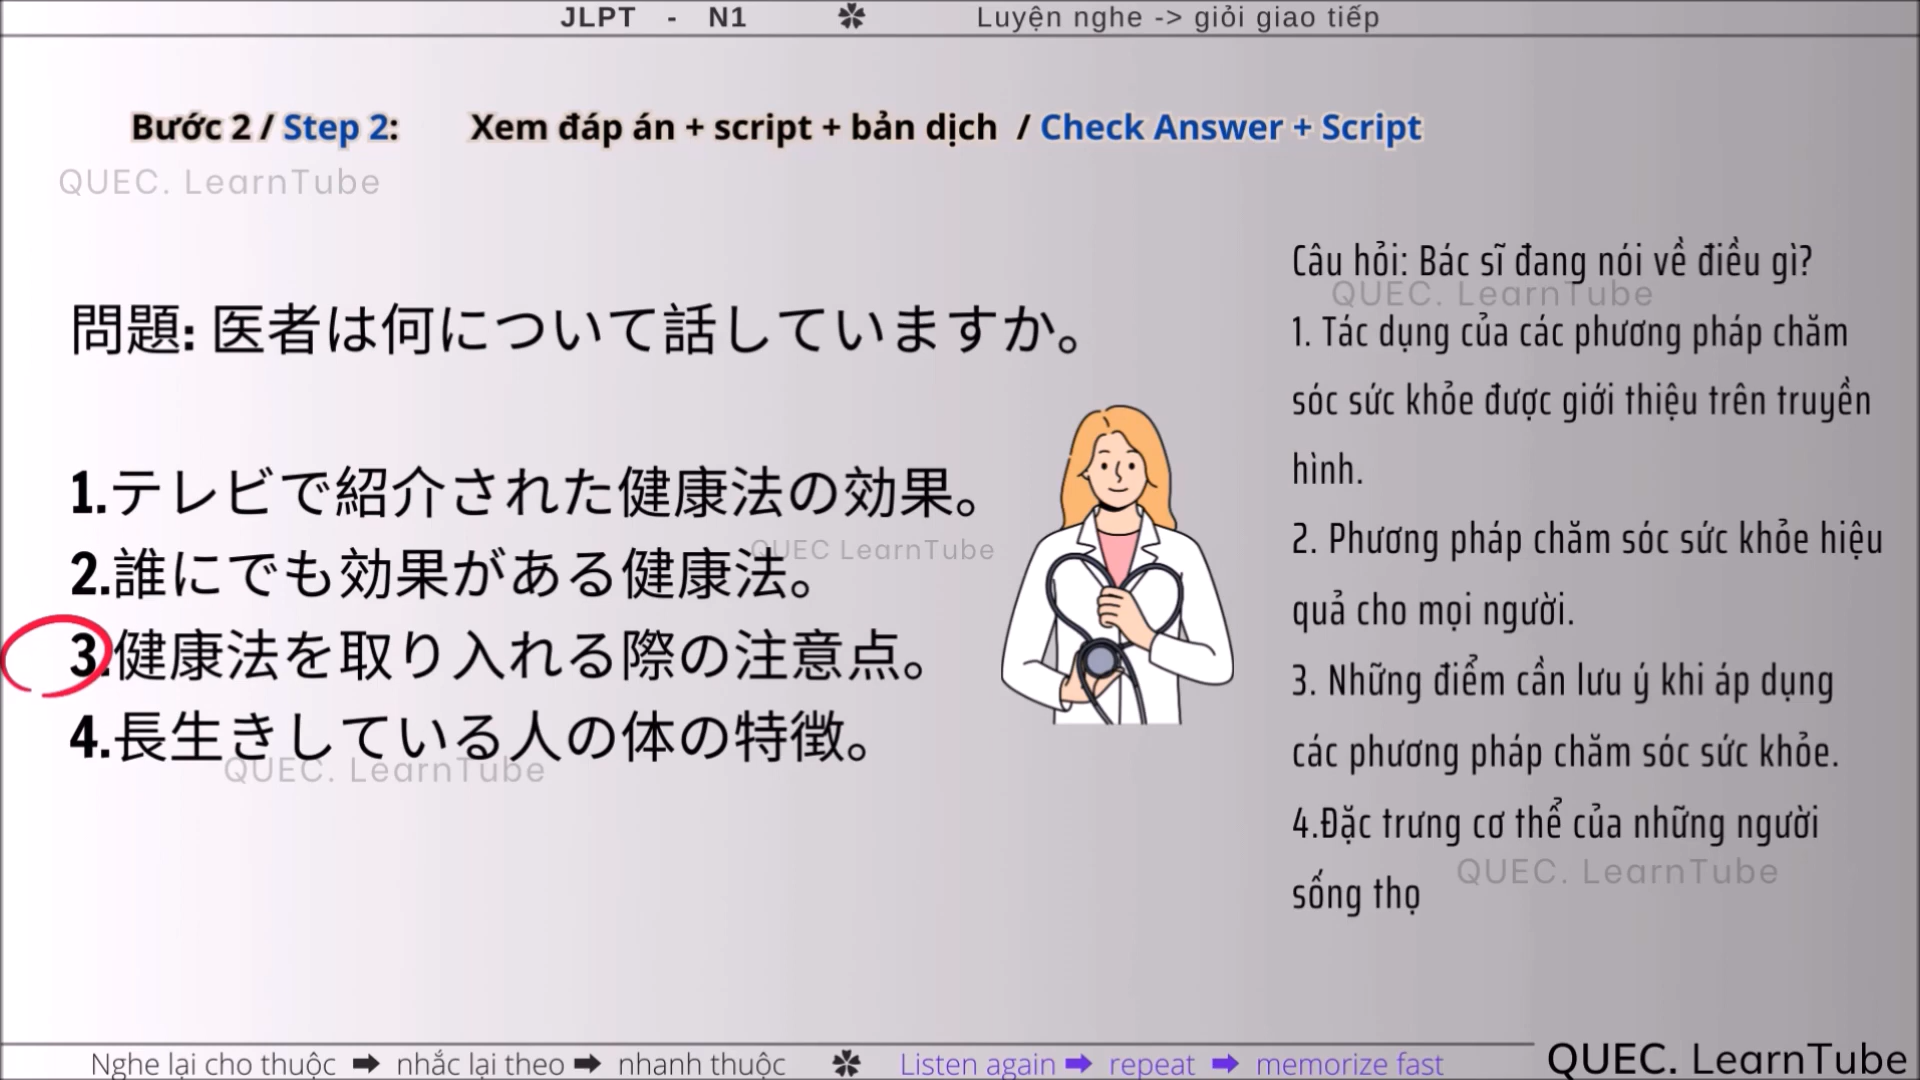 JLPT - N1 ✽ Luyện nghe -> giỏi giao tiếp
Bước 2 / Step 2: Xem đáp án + script + bản dịch / Check Answer + Script
QUEC. LearnTube
問題: 医者は何について話していますか。
1.テレビで紹介された健康法の効果。
2.誰にでも効果がある健康法。
QUEC LearnTube
3.健康法を取り入れる際の注意点。
4.長生きしている人の体の特徴。
QUEC. LearnTube
Câu hỏi: Bác sĩ đang nói về điều gì?
QUEC. LearnTube
1. Tác dụng của các phương pháp chăm
sóc sức khỏe được giới thiệu trên truyền
hình.
2. Phương pháp chăm sóc sức khỏe hiệu
quả cho mọi người.
3. Những điểm cần lưu ý khi áp dụng
các phương pháp chăm sóc sức khỏe.
4.Đặc trưng cơ thể của những người
QUEC. LearnTube
sống thọ
Nghe lại cho thuộc ➡ nhắc lại theo ➡ nhanh thuộc ✽ Listen again ➡ repeat ➡ memorize fast
QUEC. LearnTube